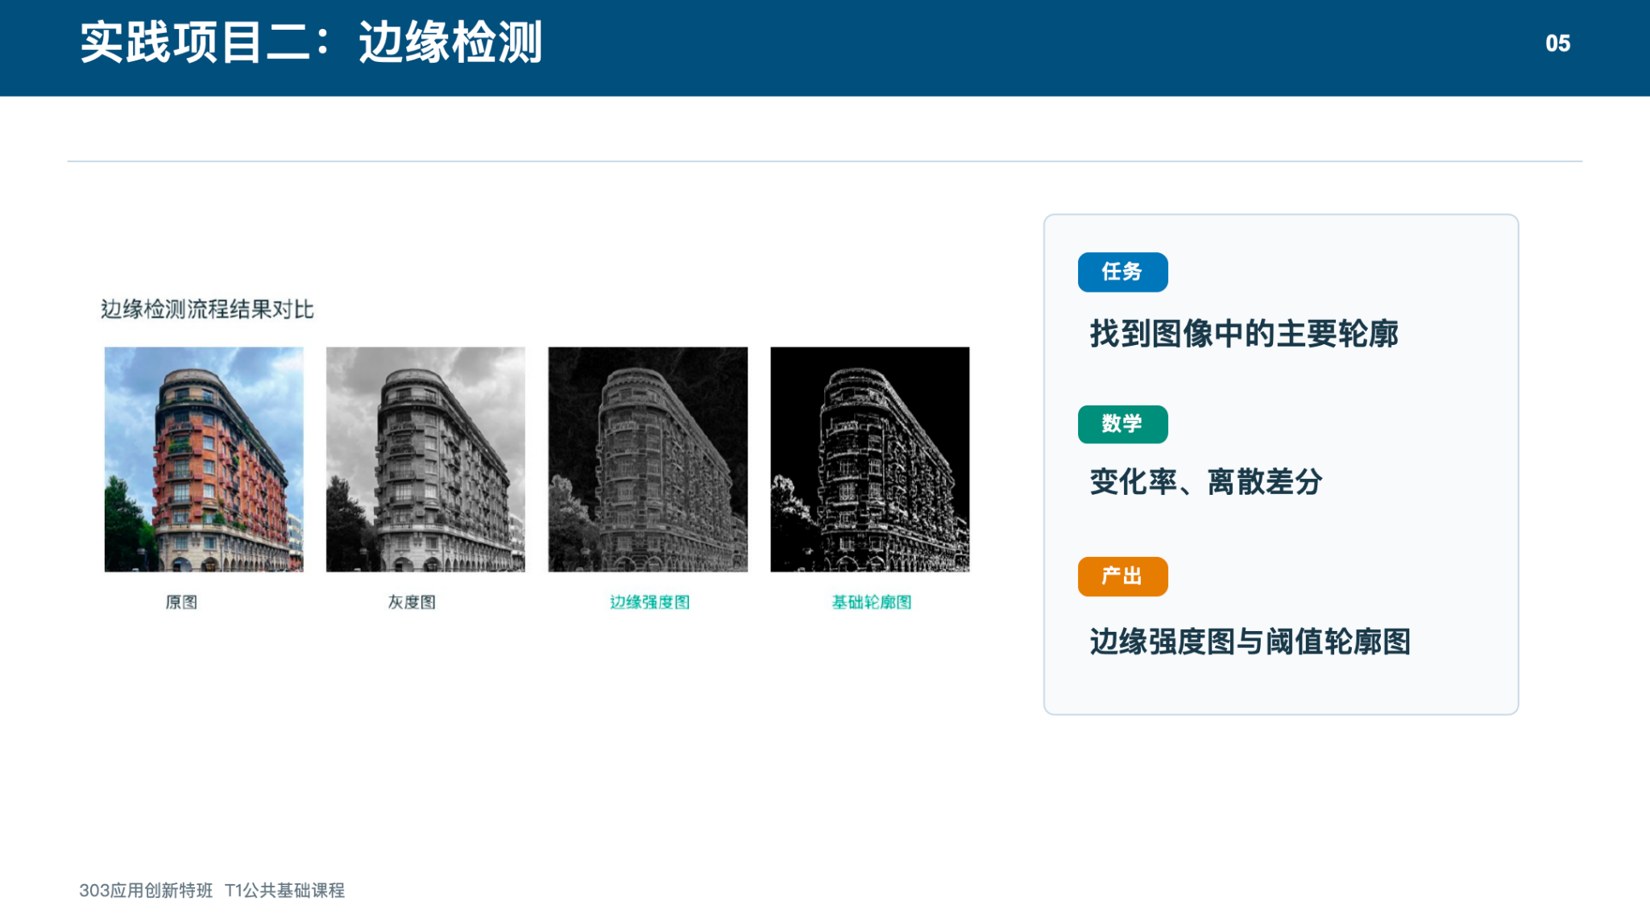 实践项目二：边缘检测
05
边缘检测流程结果对比
原图
灰度图
边缘强度图
基础轮廓图
任务
找到图像中的主要轮廓
数学
变化率、离散差分
产出
边缘强度图与阈值轮廓图
303应用创新特班 T1公共基础课程